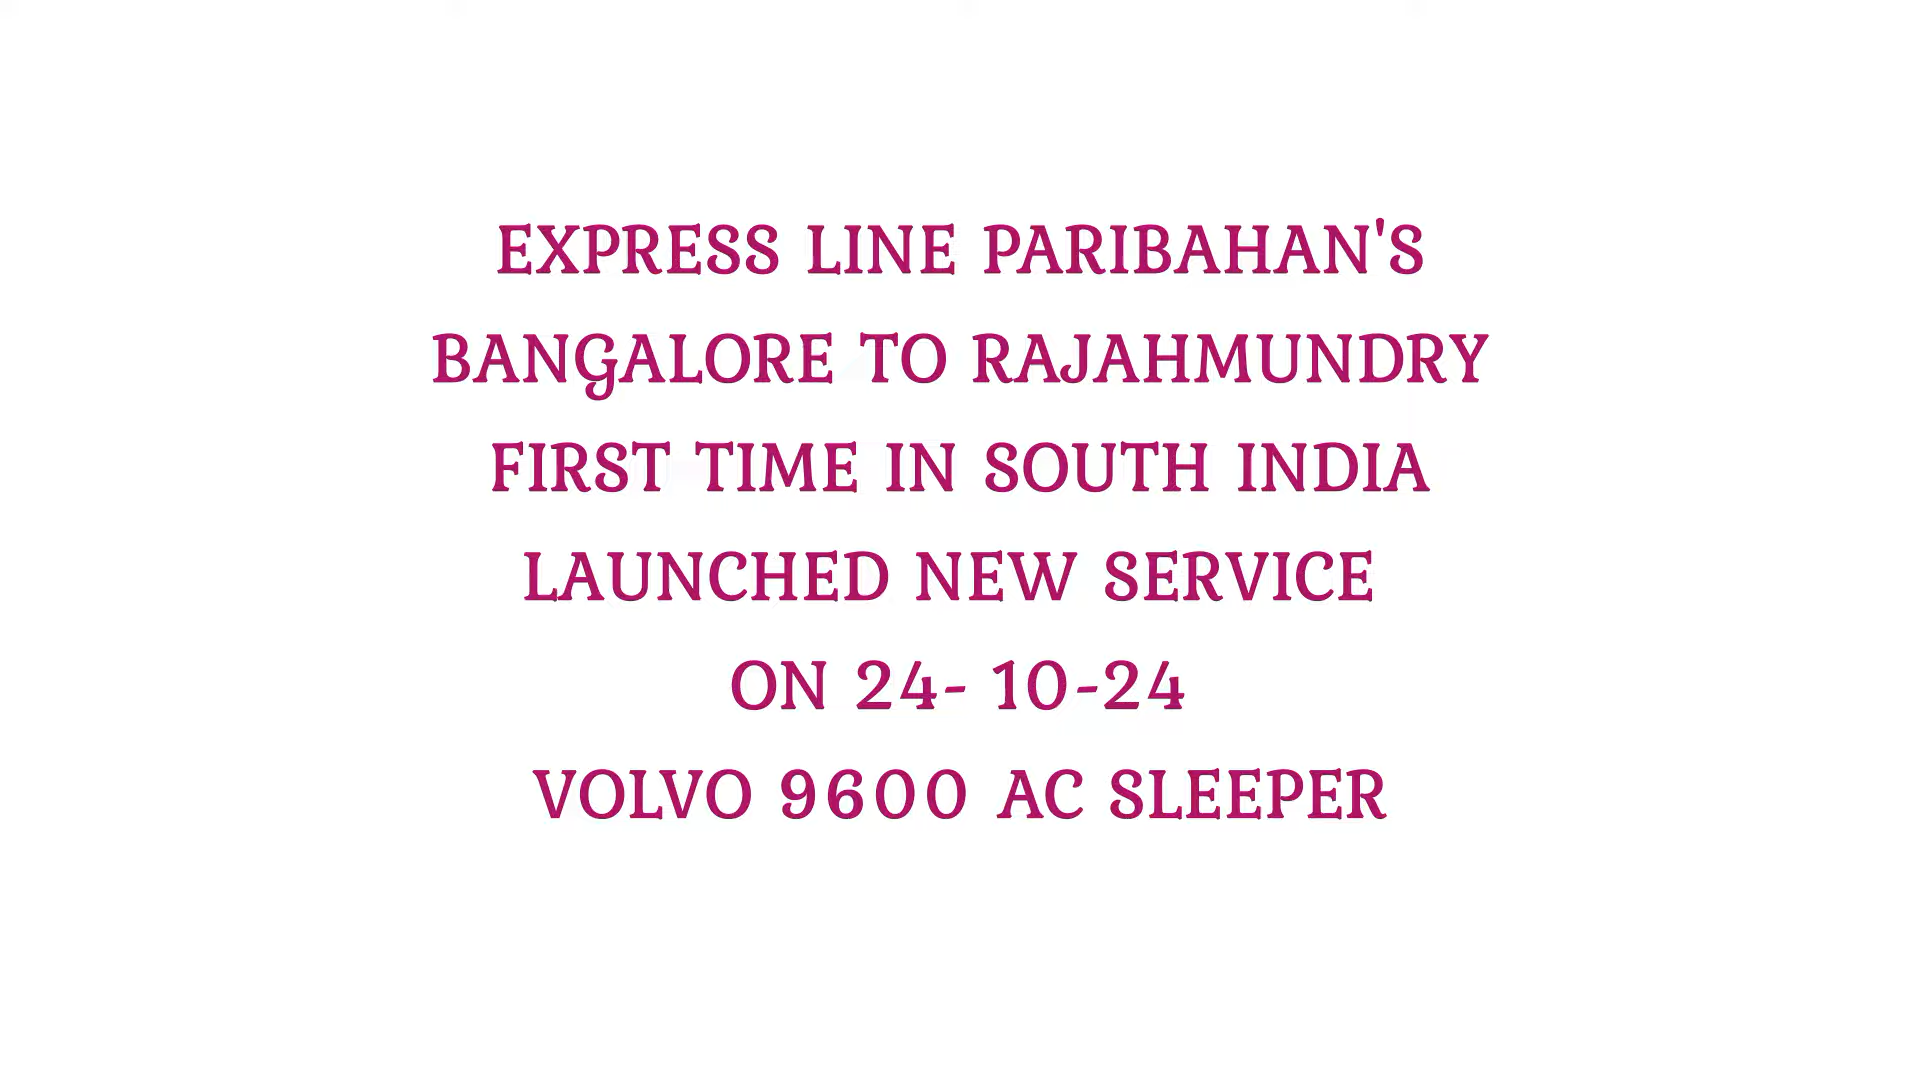 EXPRESS LINE PARIBAHAN'S
BANGALORE TO RAJAHMUNDRY
FIRST TIME IN SOUTH INDIA
LAUNCHED NEW SERVICE
ON 24- 10-24
VOLVO 9600 AC SLEEPER